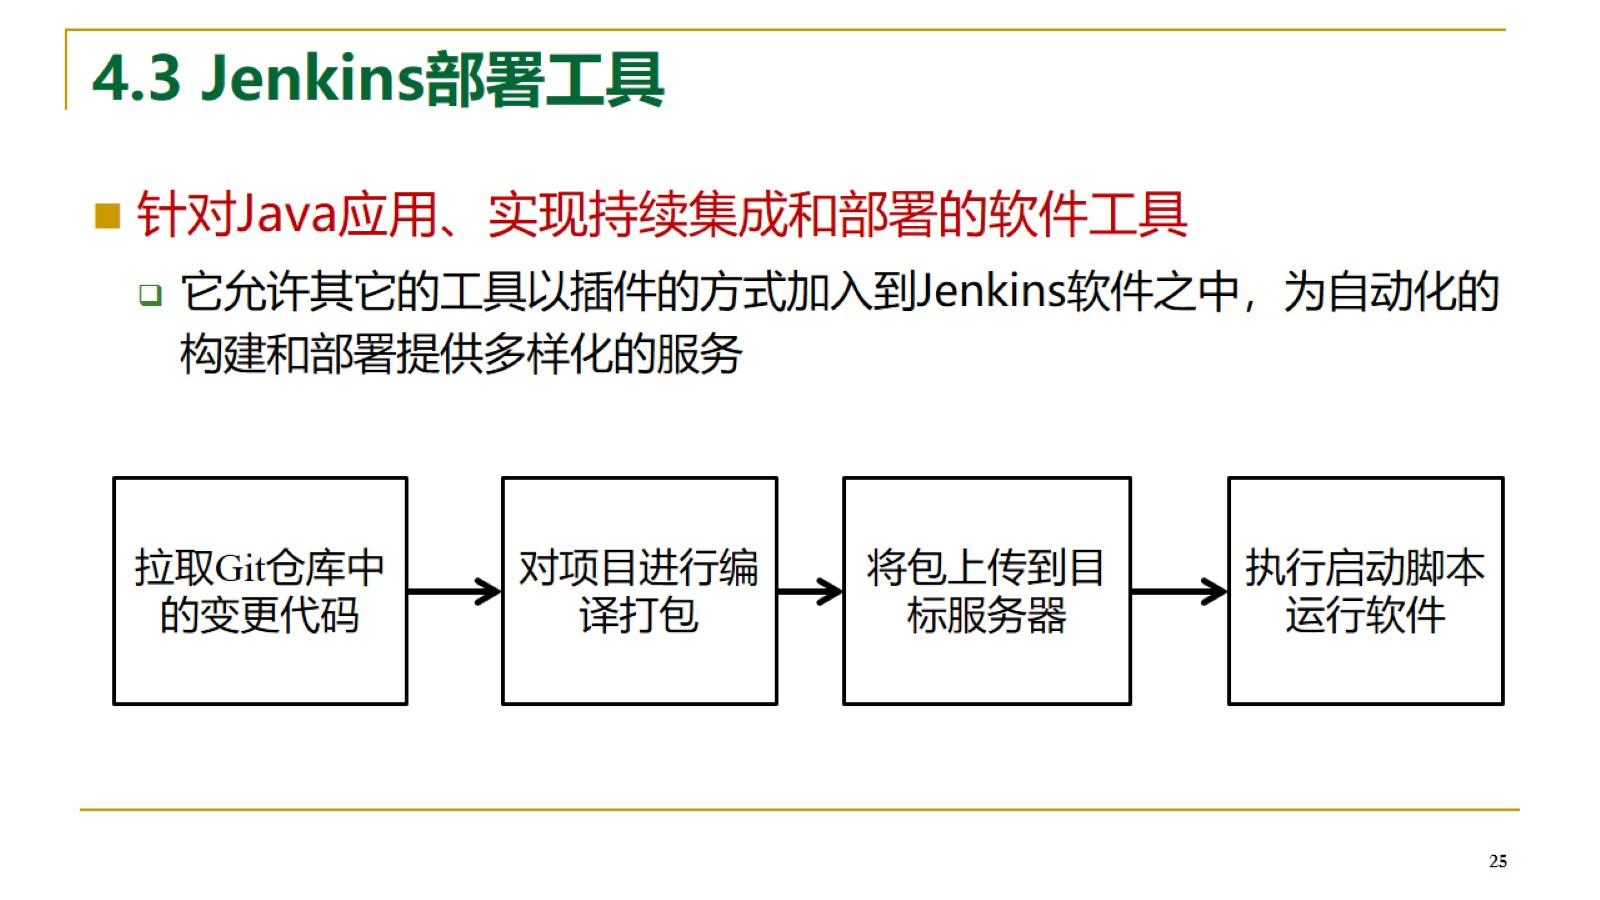 4.3 Jenkins部署工具
针对Java应用、实现持续集成和部署的软件工具
它允许其它的工具以插件的方式加入到Jenkins软件之中，为自动化的
构建和部署提供多样化的服务
拉取Git仓库中
的变更代码
对项目进行编
译打包
将包上传到目
标服务器
执行启动脚本
运行软件
25